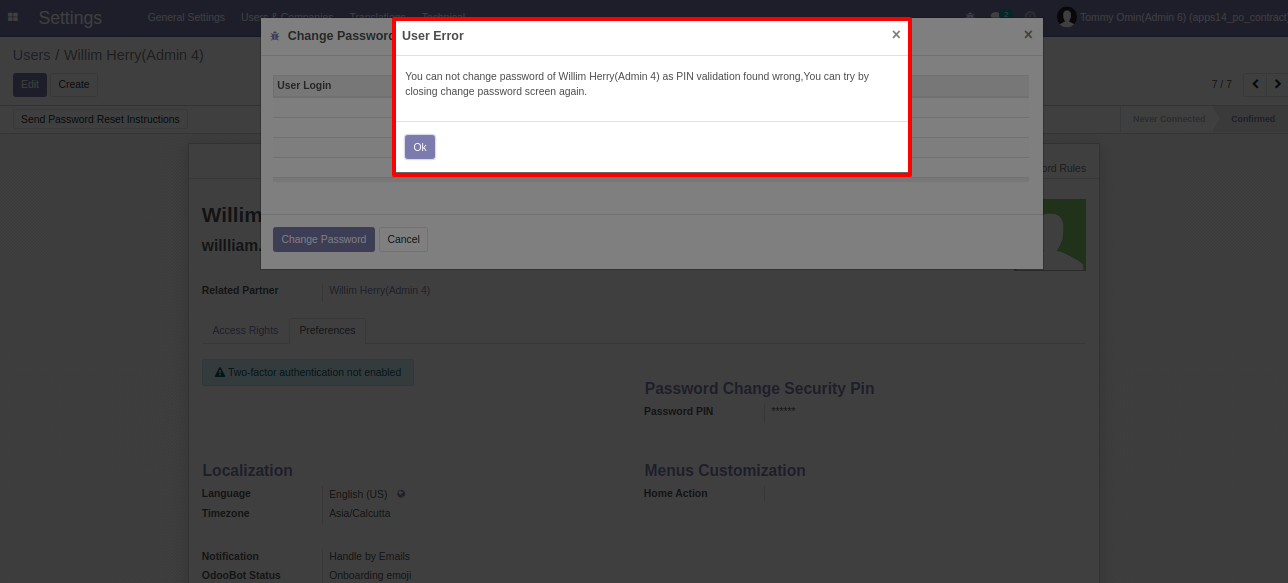 Settings General Settings Users & Companies Translations Technical 2 Tommy Omin(Admin 6) (apps14_po_contract
Users / Willim Herry(Admin 4)
Edit Create 7 / 7
Send Password Reset Instructions Never Connected Confirmed
Change Password ×
User Error ×
You can not change password of Willim Herry(Admin 4) as PIN validation found wrong,You can try by
closing change password screen again.
Ok
User Login
Change Password Cancel
ord Rules
Willim
willliam.
Related Partner Willim Herry(Admin 4)
Access Rights Preferences
Two-factor authentication not enabled
Password Change Security Pin
Password PIN ******
Localization
Language English (US)
Timezone Asia/Calcutta
Menus Customization
Home Action
Notification Handle by Emails
OdooBot Status Onboarding emoji